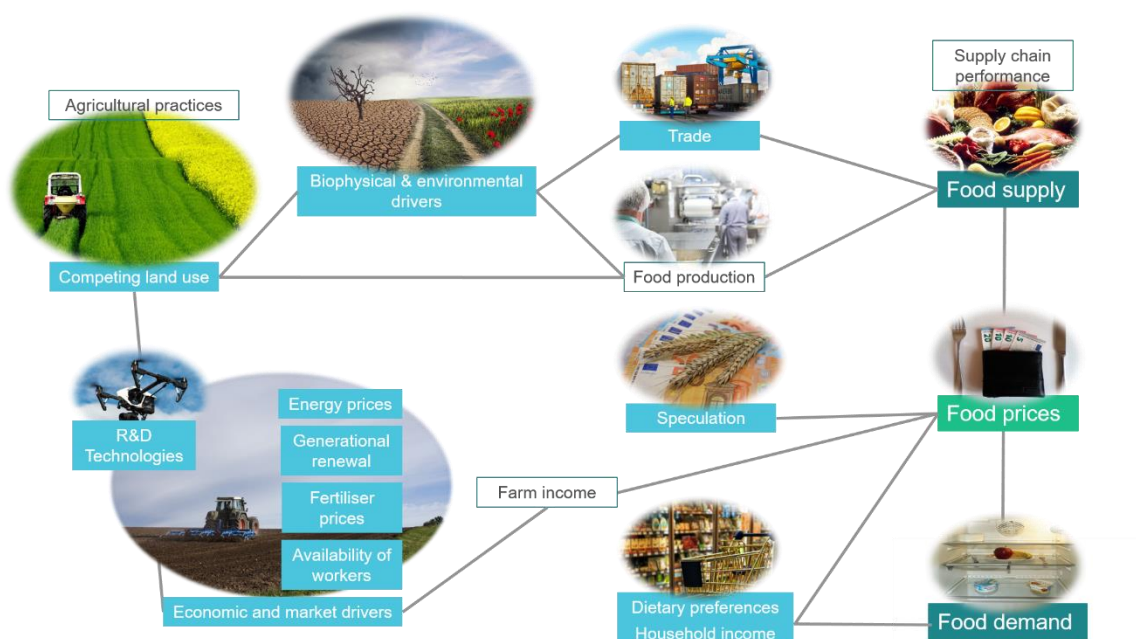 Agricultural practices
Competing land use
Biophysical & environmental
drivers
Trade
Food production
Supply chain
performance
Food supply
R&D
Technologies
Energy prices
Generational
renewal
Fertiliser
prices
Availability of
workers
Economic and market drivers
Farm income
Speculation
Food prices
Dietary preferences
Household income
Food demand